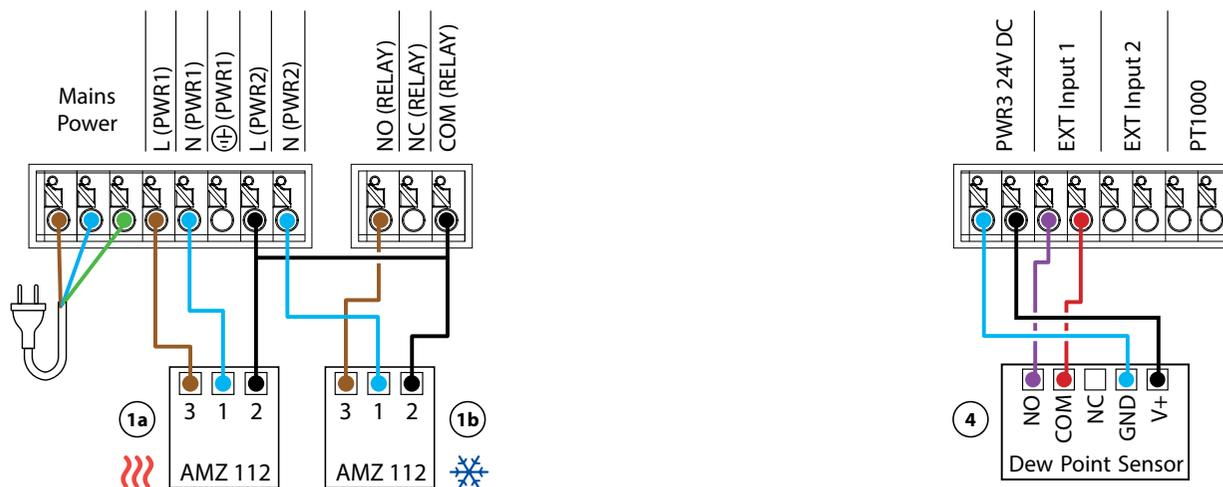 Mains
Power
L (PWR1)
N (PWR1)
(PWR1)
L (PWR2)
N (PWR2)
NO (RELAY)
NC (RELAY)
COM (RELAY)
PWR3 24V DC
EXT Input 1
EXT Input 2
PT1000
1a
3 1 2
AMZ 112
3 1 2
AMZ 112
1b
4
NO
COM
NC
GND
V+
Dew Point Sensor